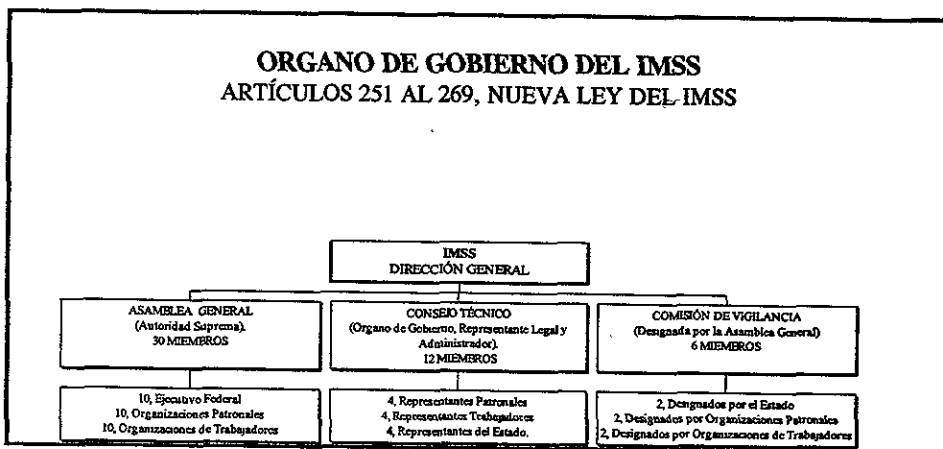 ORGANO DE GOBIERNO DEL IMSS
ARTÍCULOS 251 AL 269, NUEVA LEY DEL IMSS
IMSS
DIRECCIÓN GENERAL
ASAMBLEA GENERAL
(Autoridad Suprema).
30 MIEMBROS
CONSEJO TÉCNICO
(Organo de Gobierno, Representante Legal y
Administrador).
12 MIEMBROS
COMISIÓN DE VIGILANCIA
(Designada por la Asamblea General)
6 MIEMBROS
10, Ejecutivo Federal
10, Organizaciones Patronales
10, Organizaciones de Trabajadores
4, Representantes Patronales
4, Representantes Trabajadores
4, Representantes del Estado.
2, Designados por el Estado
2, Designados por Organizaciones Patronales
2, Designados por Organizaciones de Trabajadores